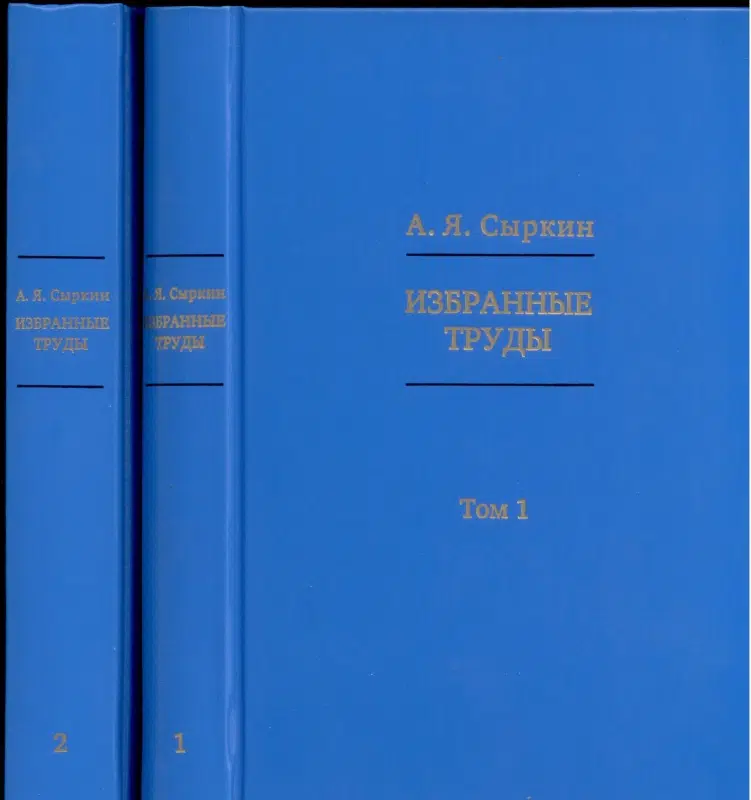 А. Я. Сыркин
ИЗБРАННЫЕ
ТРУДЫ
2
Я. Сыркин
ИЗБРАННЫЕ
ТРУДЫ
1
А. Я. Сыркин
ИЗБРАННЫЕ
ТРУДЫ
Том 1